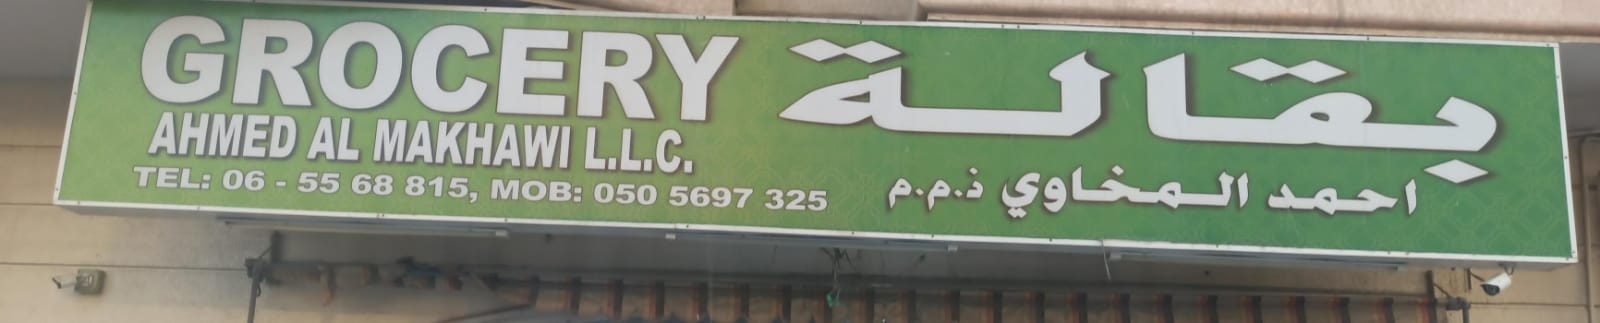 GROCERY
AHMED AL MAKHAWI L.L.C.
TEL: 06 - 55 68 815, MOB: 050 5697 325
بقالة
احمد المخاوي ذ.م.م